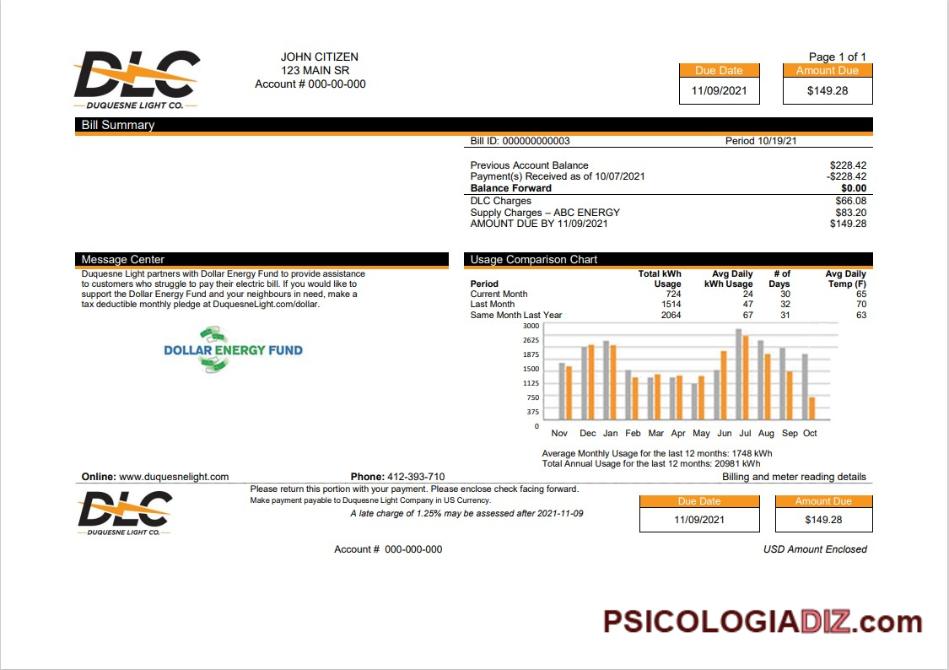 DLC
DUQUESNE LIGHT CO.
JOHN CITIZEN
123 MAIN SR
Account # 000-00-000
Page 1 of 1
Due Date
11/09/2021
Amount Due
$149.28
Bill Summary
Bill ID: 000000000003 Period 10/19/21
Previous Account Balance $228.42
Payment(s) Received as of 10/07/2021 -$228.42
Balance Forward $0.00
DLC Charges $66.08
Supply Charges – ABC ENERGY $83.20
AMOUNT DUE BY 11/09/2021 $149.28
Message Center
Duquesne Light partners with Dollar Energy Fund to provide assistance
to customers who struggle to pay their electric bill. If you would like to
support the Dollar Energy Fund and your neighbours in need, make a
tax deductible monthly pledge at DuquesneLight.com/dollar.
DOLLAR ENERGY FUND
Usage Comparison Chart
Total kWh Avg Daily # of Avg Daily
Period Usage kWh Usage Days Temp (F)
Current Month 724 24 30 65
Last Month 1514 47 32 70
Same Month Last Year 2064 67 31 63
3000
2625
1875
1500
1125
750
375
0
Nov Dec Jan Feb Mar Apr May Jun Jul Aug Sep Oct
Average Monthly Usage for the last 12 months: 1748 kWh
Total Annual Usage for the last 12 months: 20981 kWh
Online: www.duquesnelight.com Phone: 412-393-710 Billing and meter reading details
DLC
DUQUESNE LIGHT CO.
Please return this portion with your payment. Please enclose check facing forward.
Make payment payable to Duquesne Light Company in US Currency.
A late charge of 1.25% may be assessed after 2021-11-09
Due Date
11/09/2021
Amount Due
$149.28
Account # 000-000-000
USD Amount Enclosed
PSICOLOGIADIZ.com